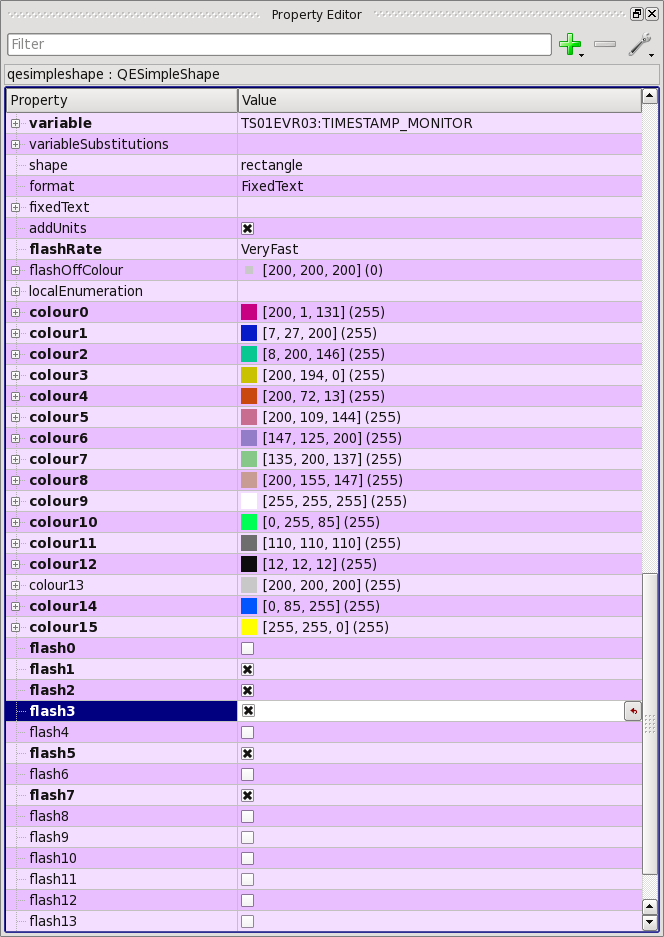 Property Editor
Filter
qesimpleshape : QESimpleShape
Property Value
variable TS01EVR03:TIMESTAMP_MONITOR
variableSubstitutions
shape rectangle
format FixedText
fixedText
addUnits
flashRate VeryFast
flashOffColour [200, 200, 200] (0)
localEnumeration
colour0 [200, 1, 131] (255)
colour1 [7, 27, 200] (255)
colour2 [8, 200, 146] (255)
colour3 [200, 194, 0] (255)
colour4 [200, 72, 13] (255)
colour5 [200, 109, 144] (255)
colour6 [147, 125, 200] (255)
colour7 [135, 200, 137] (255)
colour8 [200, 155, 147] (255)
colour9 [255, 255, 255] (255)
colour10 [0, 255, 85] (255)
colour11 [110, 110, 110] (255)
colour12 [12, 12, 12] (255)
colour13 [200, 200, 200] (255)
colour14 [0, 85, 255] (255)
colour15 [255, 255, 0] (255)
flash0
flash1
flash2
flash3
flash4
flash5
flash6
flash7
flash8
flash9
flash10
flash11
flash12
flash13